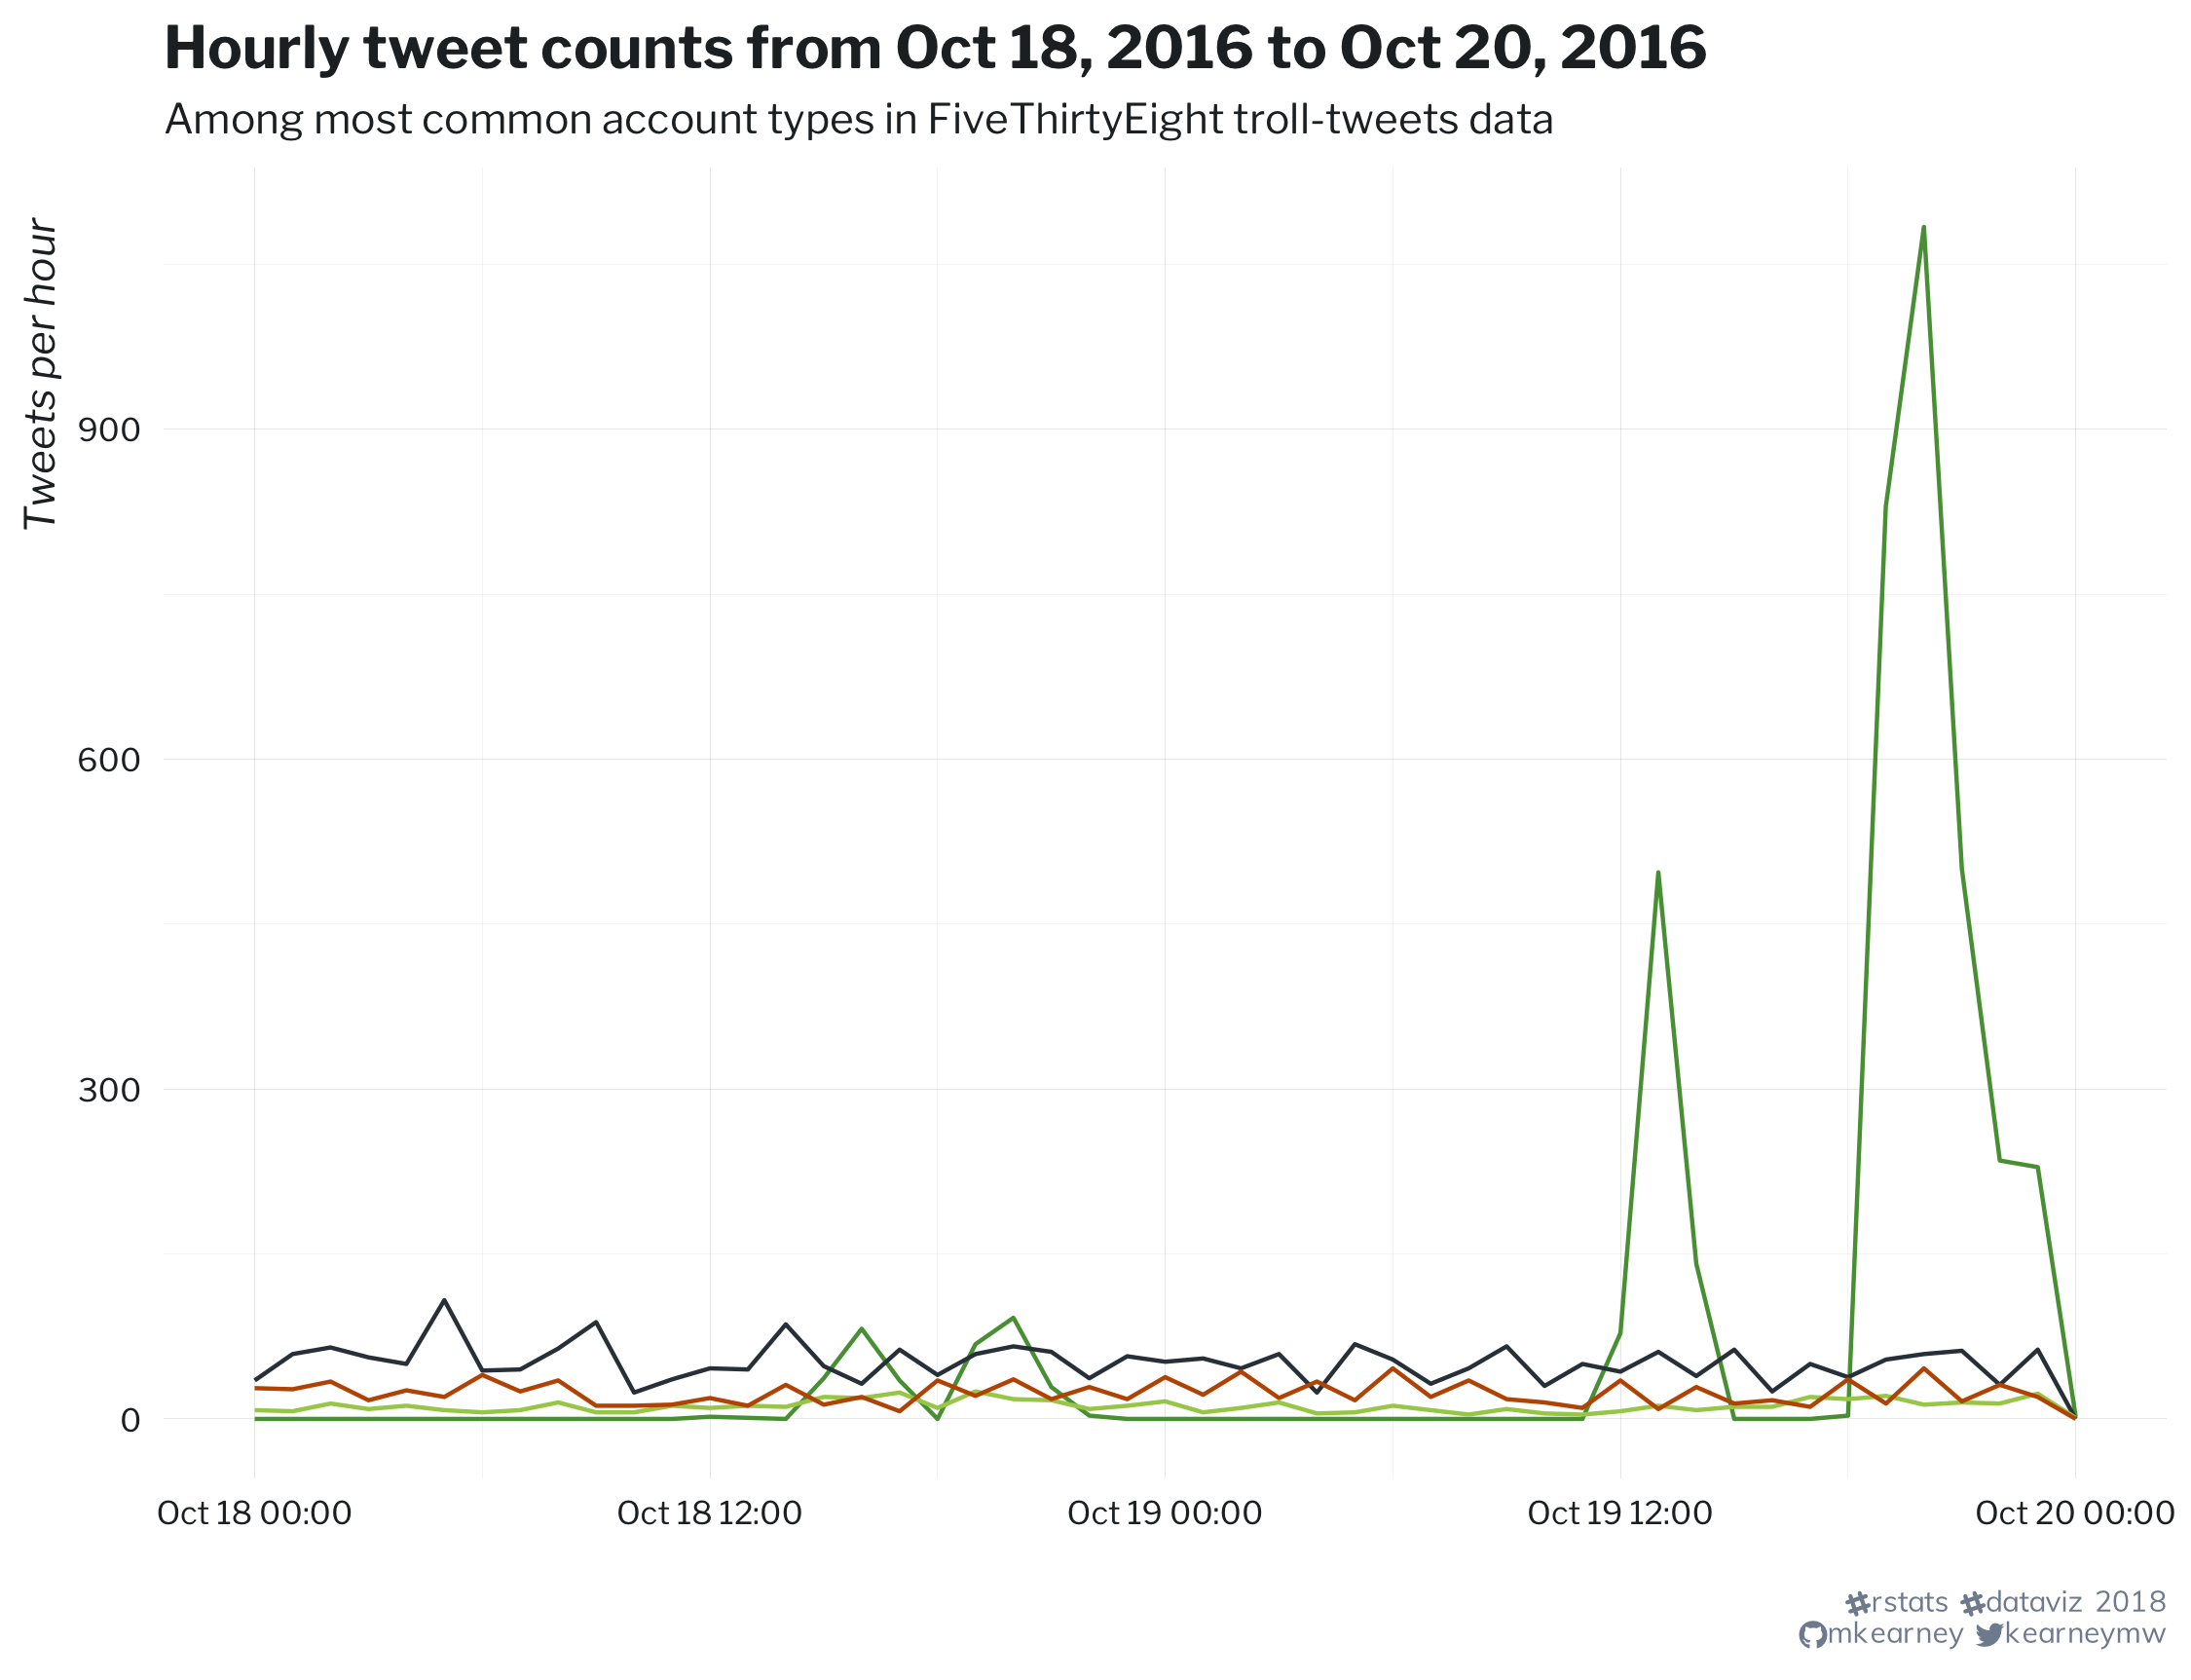 Hourly tweet counts from Oct 18, 2016 to Oct 20, 2016
Among most common account types in FiveThirtyEight troll-tweets data
Tweets per hour
900
600
300
0
Oct 18 00:00 Oct 18 12:00 Oct 19 00:00 Oct 19 12:00 Oct 20 00:00
#rstats #dataviz 2018
mkearney kearneymw